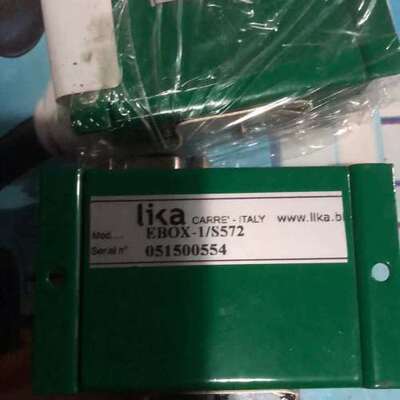 lika CARRE' - ITALY www.lika.bi
Mod.... EBOX-1/S572
Serial n° 051500554